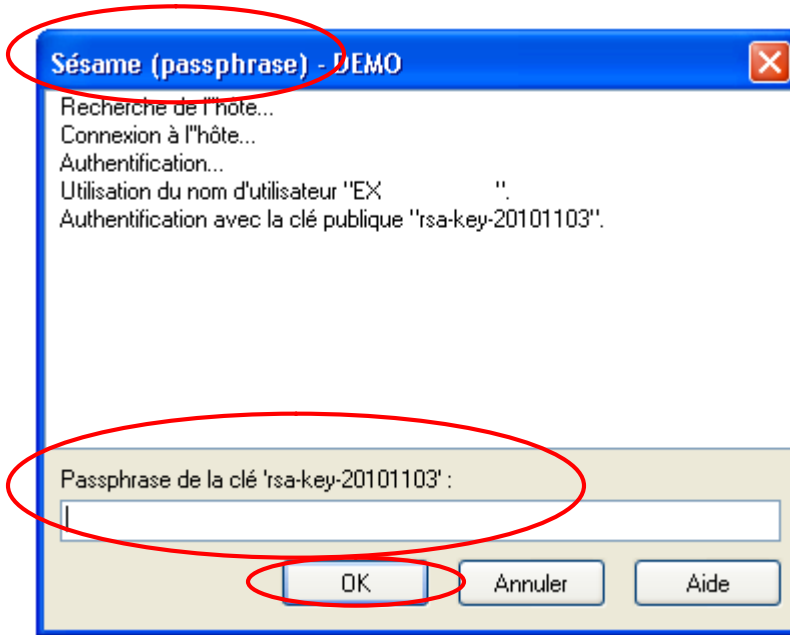 Sésame (passphrase) - DEMO
Recherche de l''hôte...
Connexion à l''hôte...
Authentification...
Utilisation du nom d'utilisateur "EX ".
Authentification avec la clé publique "rsa-key-20101103".
Passphrase de la clé 'rsa-key-20101103' :
OK Annuler Aide